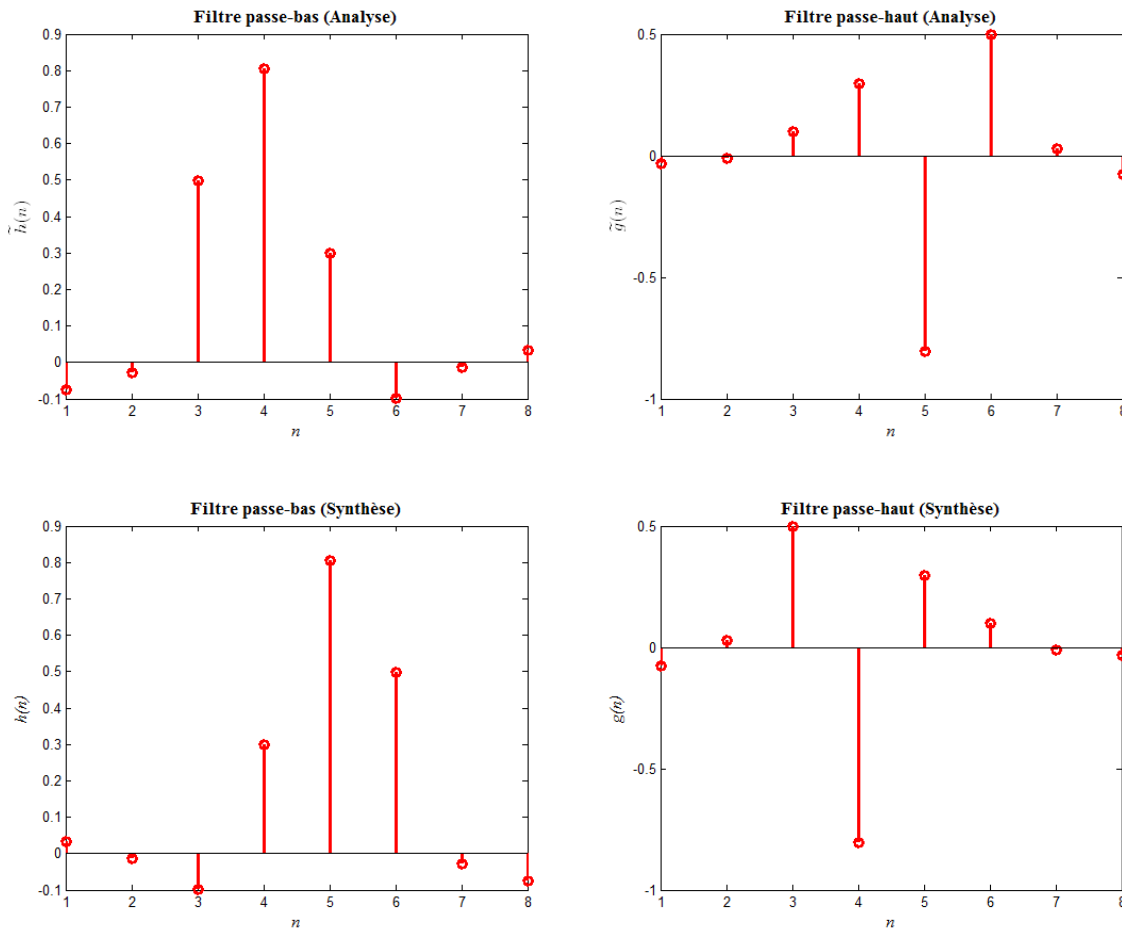 Filtre passe-bas (Analyse)
0.9
0.8
0.7
0.6
0.5
0.4
0.3
0.2
0.1
0
-0.1
1 2 3 4 5 6 7 8
h̃(n)
n
Filtre passe-haut (Analyse)
0.5
0
-0.5
-1
1 2 3 4 5 6 7 8
g̃(n)
n
Filtre passe-bas (Synthèse)
0.9
0.8
0.7
0.6
0.5
0.4
0.3
0.2
0.1
0
-0.1
1 2 3 4 5 6 7 8
h(n)
n
Filtre passe-haut (Synthèse)
0.5
0
-0.5
-1
1 2 3 4 5 6 7 8
g(n)
n